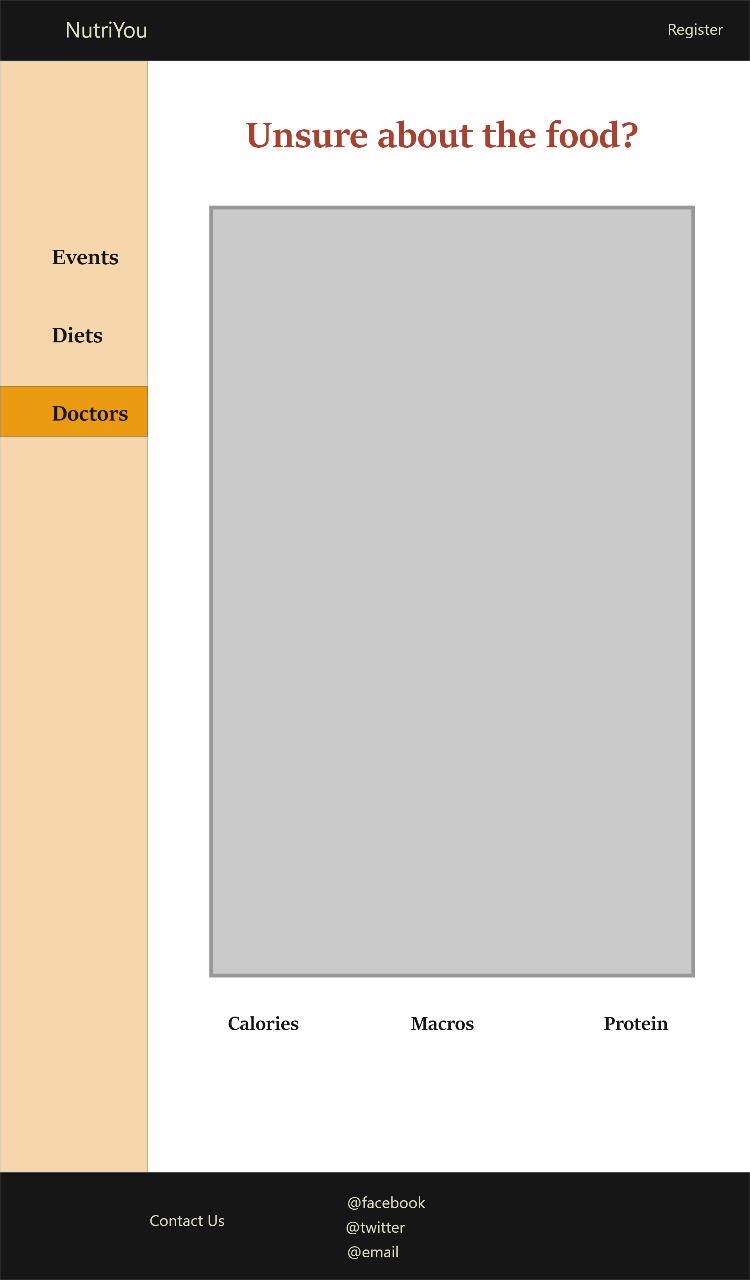 NutriYou
Register
Unsure about the food?
Events
Diets
Doctors
Calories
Macros
Protein
Contact Us
@facebook
@twitter
@email